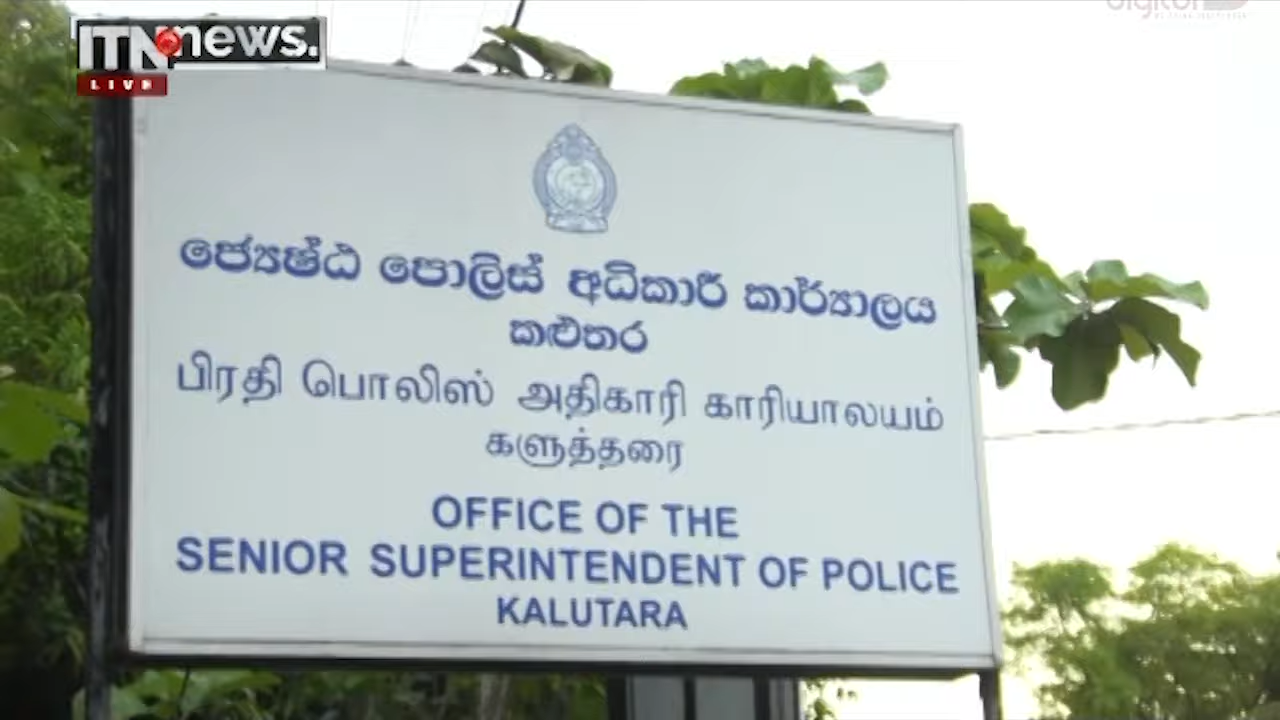 ITN news.
LIVE
ජ්‍යෙෂ්ඨ පොලිස් අධිකාරී කාර්යාලය
කළුතර
பிரதி பொலிஸ் அதிகாரி காரியாலயம்
களுத்தரை
OFFICE OF THE
SENIOR SUPERINTENDENT OF POLICE
KALUTARA